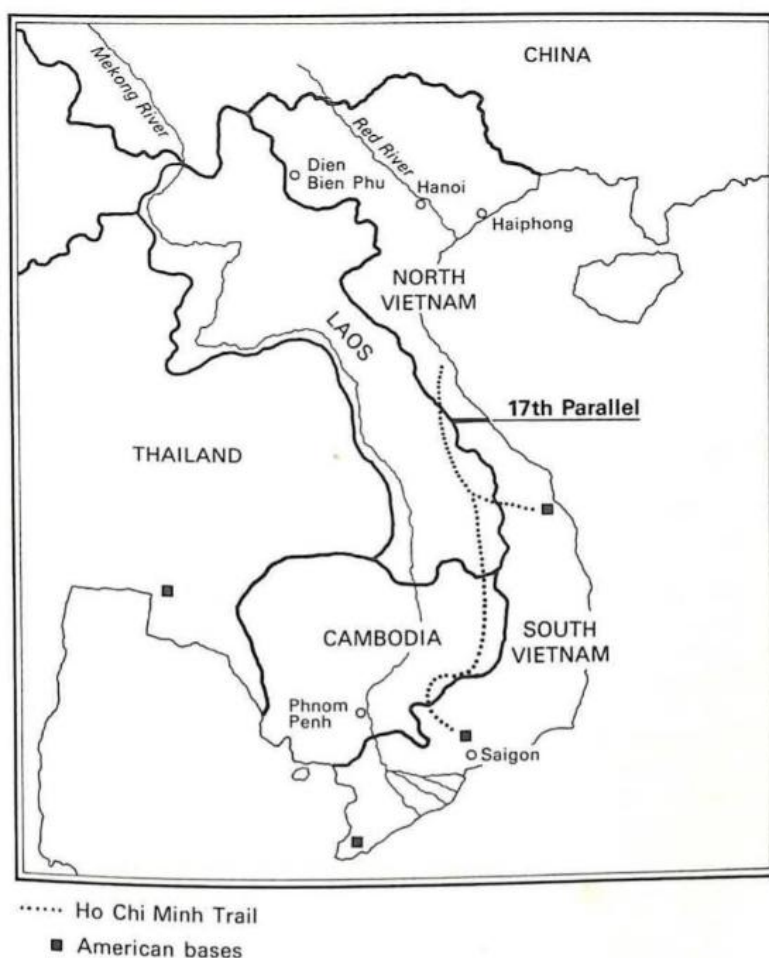 CHINA
Mekong River
Red River
Dien
Bien Phu
Hanoi
Haiphong
NORTH
VIETNAM
LAOS
17th Parallel
THAILAND
CAMBODIA
SOUTH
VIETNAM
Phnom
Penh
Saigon
Ho Chi Minh Trail
American bases